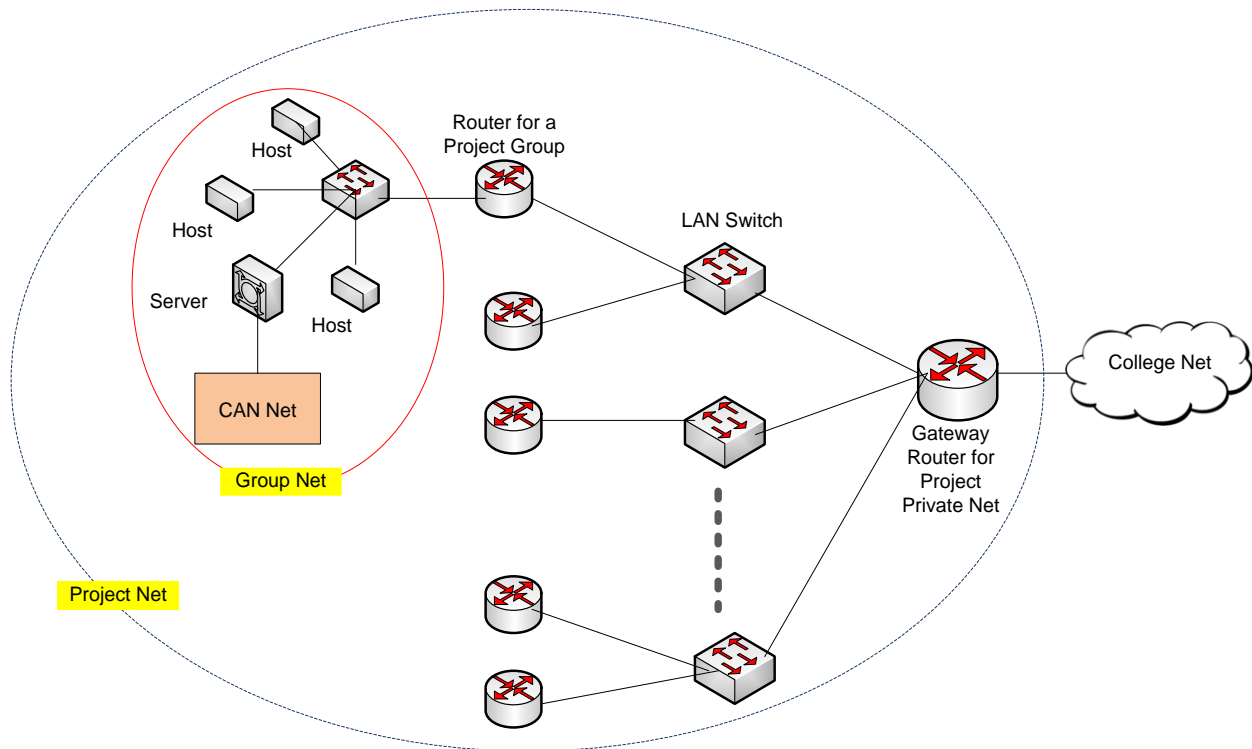 Router for a
Project Group
Host
LAN Switch
Host
Server
Host
College Net
CAN Net
Gateway
Router for
Project
Private Net
Group Net
Project Net